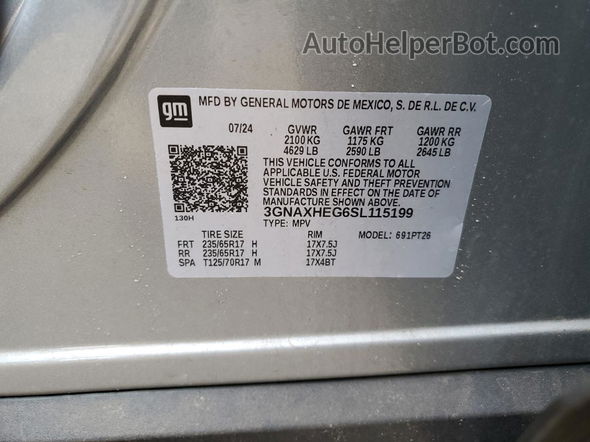 AutoHelperBot.com
gm MFD BY GENERAL MOTORS DE MEXICO, S. DE R.L. DE C.V.
07/24 GVWR GAWR FRT GAWR RR
2100 KG 1175 KG 1200 KG
4629 LB 2590 LB 2645 LB
THIS VEHICLE CONFORMS TO ALL
APPLICABLE U.S. FEDERAL MOTOR
VEHICLE SAFETY AND THEFT
PREVENTION STANDARDS IN EFFECT ON THE DATE OF
MANUFACTURE SHOWN ABOVE.
130H 3GNAXHEG6SL115199
TYPE: MPV
TIRE SIZE RIM MODEL: 691PT26
FRT 235/65R17 H 17X7.5J
RR 235/65R17 H 17X7.5J
SPA T125/70R17 M 17X4BT